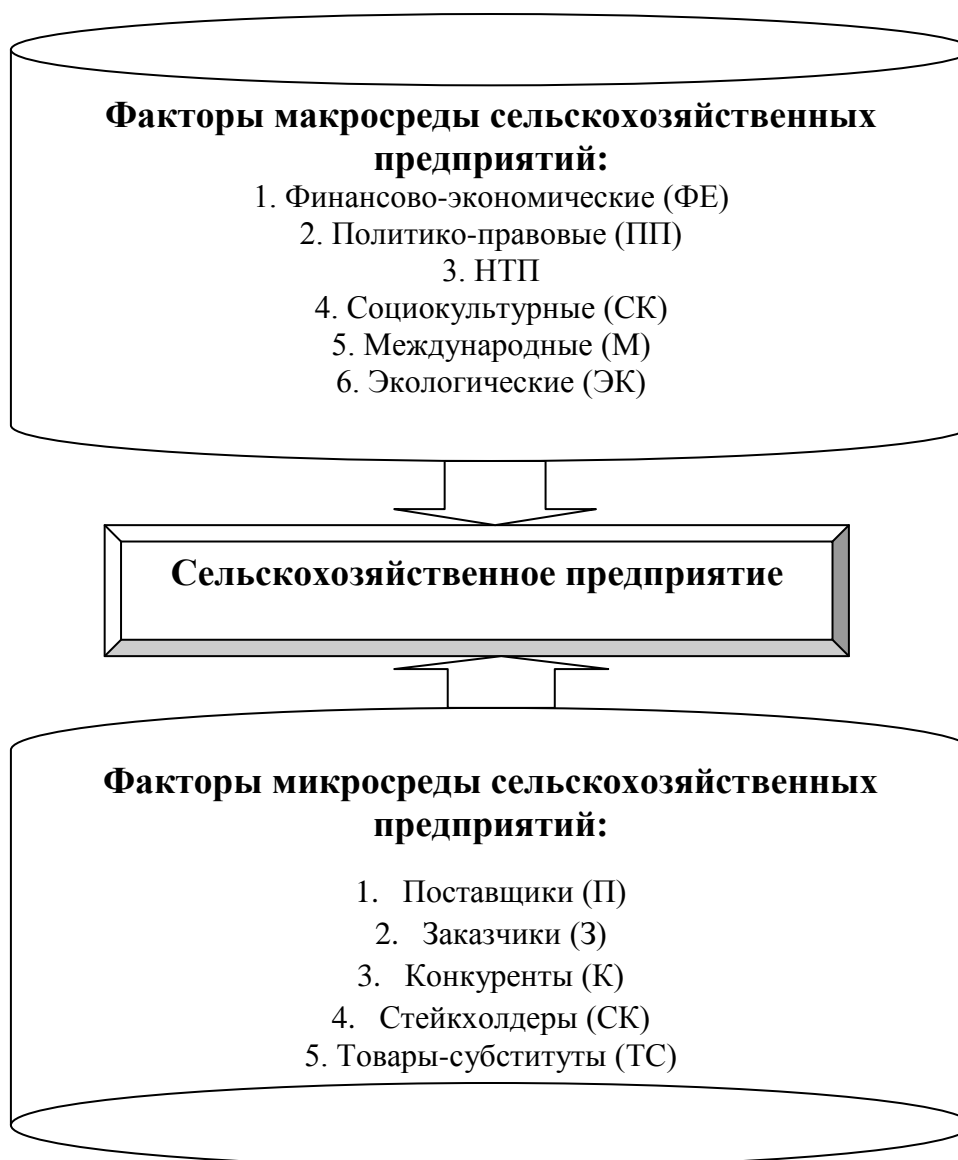 Факторы макросреды сельскохозяйственных
предприятий:
1. Финансово-экономические (ФЕ)
2. Политико-правовые (ПП)
3. НТП
4. Социокультурные (СК)
5. Международные (М)
6. Экологические (ЭК)
Сельскохозяйственное предприятие
Факторы микросреды сельскохозяйственных
предприятий:
1. Поставщики (П)
2. Заказчики (З)
3. Конкуренты (К)
4. Стейкхолдеры (СК)
5. Товары-субституты (ТС)